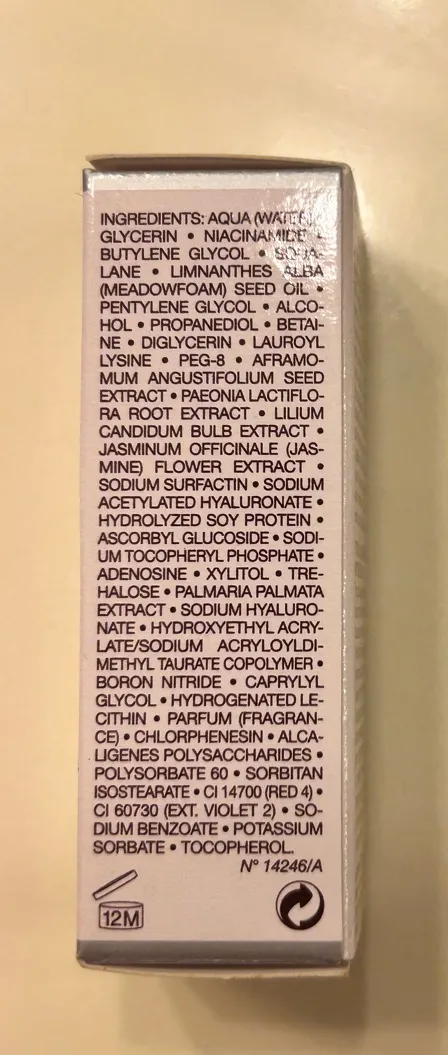 INGREDIENTS: AQUA (WATER) •
GLYCERIN • NIACINAMIDE •
BUTYLENE GLYCOL • SQUA-
LANE • LIMNANTHES ALBA
(MEADOWFOAM) SEED OIL •
PENTYLENE GLYCOL • ALCO-
HOL • PROPANEDIOL • BETAI-
NE • DIGLYCERIN • LAUROYL
LYSINE • PEG-8 • AFRAMO-
MUM ANGUSTIFOLIUM SEED
EXTRACT • PAEONIA LACTIFLO-
RA ROOT EXTRACT • LILIUM
CANDIDUM BULB EXTRACT •
JASMINUM OFFICINALE (JAS-
MINE) FLOWER EXTRACT •
SODIUM SURFACTIN • SODIUM
ACETYLATED HYALURONATE •
HYDROLYZED SOY PROTEIN •
ASCORBYL GLUCOSIDE • SODI-
UM TOCOPHERYL PHOSPHATE •
ADENOSINE • XYLITOL • TRE-
HALOSE • PALMARIA PALMATA
EXTRACT • SODIUM HYALURO-
NATE • HYDROXYETHYL ACRY-
LATE/SODIUM ACRYLOYLDI-
METHYL TAURATE COPOLYMER •
BORON NITRIDE • CAPRYLYL
GLYCOL • HYDROGENATED LE-
CITHIN • PARFUM (FRAGRAN-
CE) • CHLORPHENESIN • ALCA-
LIGENES POLYSACCHARIDES •
POLYSORBATE 60 • SORBITAN
ISOSTEARATE • CI 14700 (RED 4) •
CI 60730 (EXT. VIOLET 2) • SO-
DIUM BENZOATE • POTASSIUM
SORBATE • TOCOPHEROL.
N° 14246/A
12M